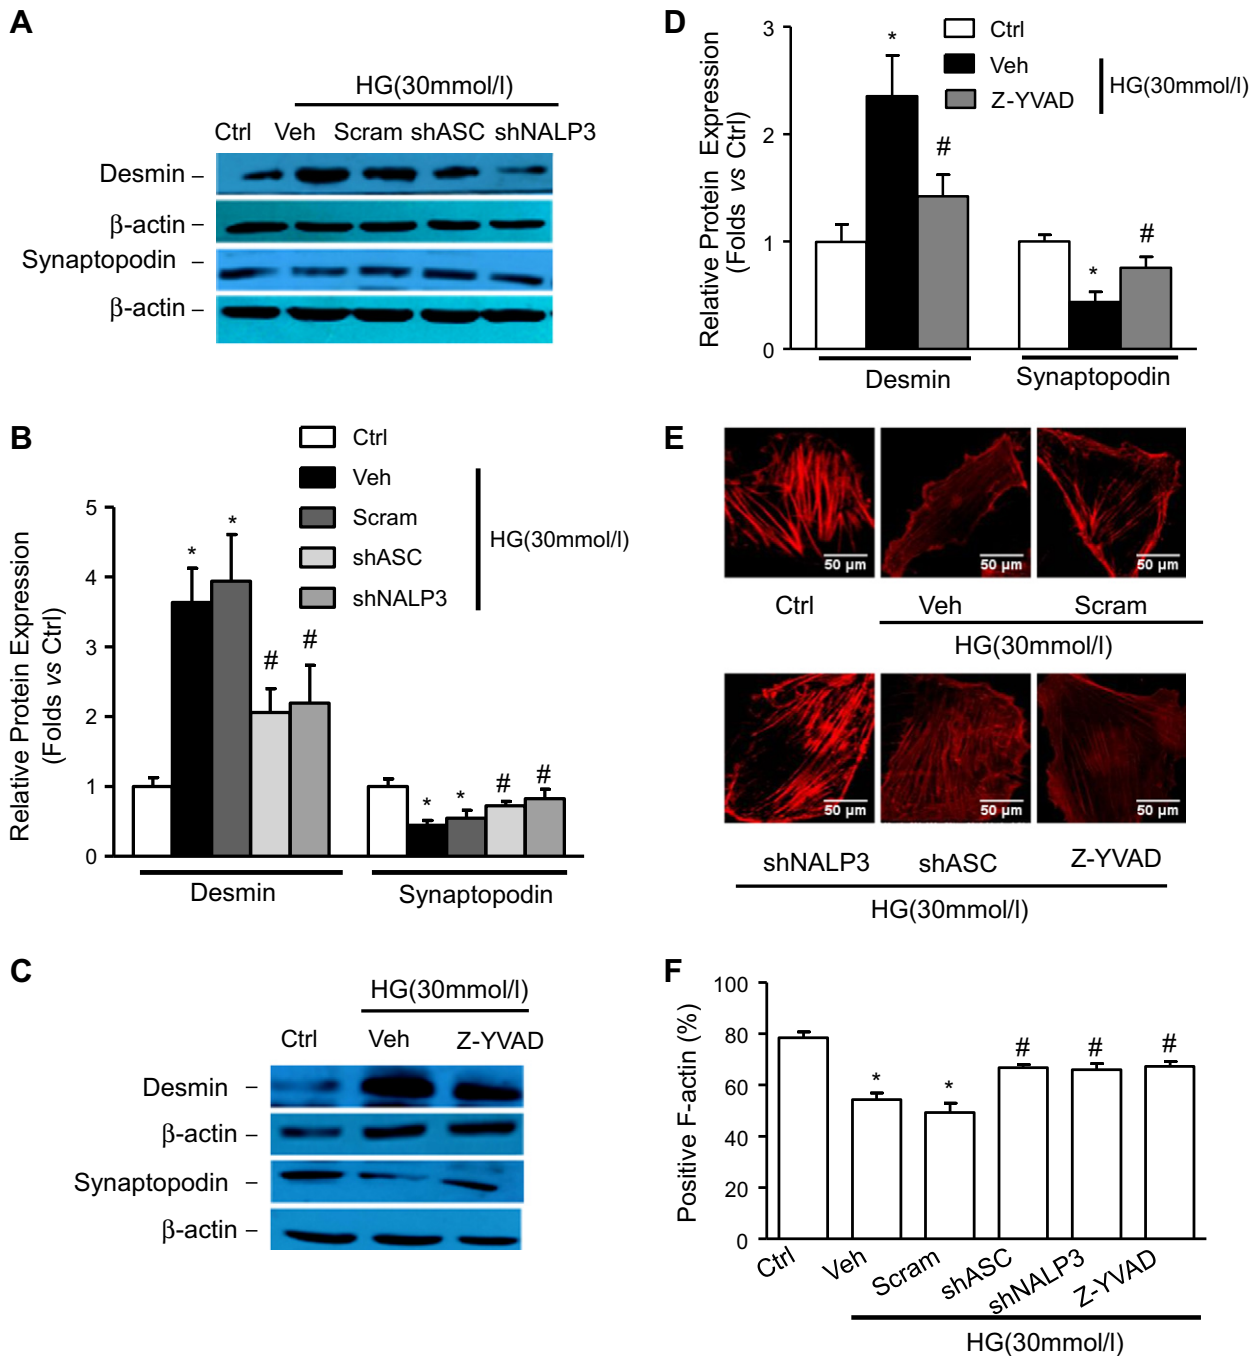 A
HG(30mmol/l)
Ctrl Veh Scram shASC shNALP3
Desmin –
β-actin –
Synaptopodin –
β-actin –
B
Ctrl
Veh
Scram
shASC
shNALP3
HG(30mmol/l)
Relative Protein Expression
(Folds vs Ctrl)
5
4
3
2
1
0
* * # #
* * # #
Desmin Synaptopodin
C
HG(30mmol/l)
Ctrl Veh Z-YVAD
Desmin –
β-actin –
Synaptopodin –
β-actin –
D
Ctrl
Veh
Z-YVAD
HG(30mmol/l)
Relative Protein Expression
(Folds vs Ctrl)
3
2
1
0
* #
* #
Desmin Synaptopodin
E
50 µm 50 µm 50 µm
Ctrl Veh Scram
HG(30mmol/l)
50 µm 50 µm 50 µm
shNALP3 shASC Z-YVAD
HG(30mmol/l)
F
Positive F-actin (%)
100
80
60
40
20
0
* * # # #
Ctrl Veh Scram shASC shNALP3 Z-YVAD
HG(30mmol/l)